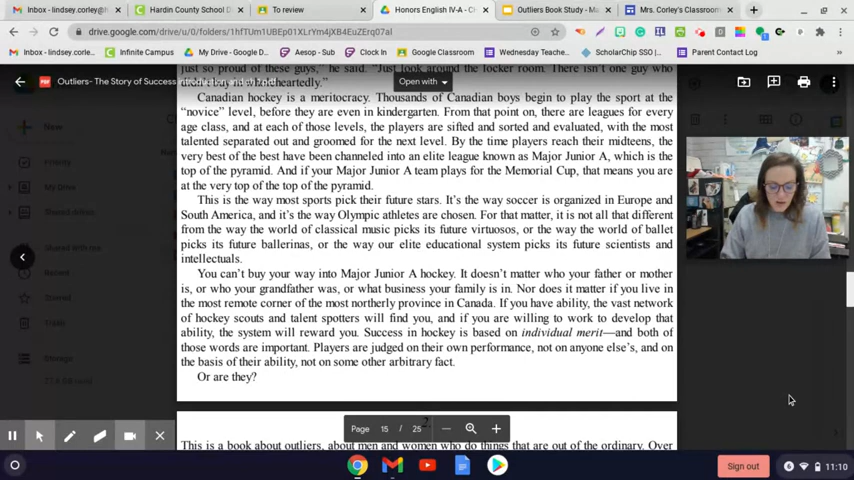 Inbox - lindsey.corley@
Hardin County School D
To review
Honors English IV-A - C
Outliers Book Study - M
Mrs. Corley's Classroom
drive.google.com/drive/u/0/folders/1hfTUm1UBEp01XLrYm4jXB4EuZeqCtr0_
Inbox - lindsey.corl...
Infinite Campus
My Drive - Google D...
Aesop - Sub
Clock In
Google Classroom
Wednesday Teache...
ScholarChip SSO |...
Parent Contact Log
just so proud of these guys," he said. "Just look around the locker room. There isn't one guy who
Outliers- The Story of Success
Open with
Canadian hockey is a meritocracy. Thousands of Canadian boys begin to play the sport at the
"novice" level, before they are even in kindergarten. From that point on, there are leagues for every
age class, and at each of those levels, the players are sifted and sorted and evaluated, with the most
talented separated out and groomed for the next level. By the time players reach their midteens, the
very best of the best have been channeled into an elite league known as Major Junior A, which is the
top of the pyramid. And if your Major Junior A team plays for the Memorial Cup, that means you are
at the very top of the top of the pyramid.
This is the way most sports pick their future stars. It's the way soccer is organized in Europe and
South America, and it's the way Olympic athletes are chosen. For that matter, it is not all that different
from the way the world of classical music picks its future virtuosos, or the way the world of ballet
picks its future ballerinas, or the way our elite educational system picks its future scientists and
intellectuals.
You can't buy your way into Major Junior A hockey. It doesn't matter who your father or mother
is, or who your grandfather was, or what business your family is in. Nor does it matter if you live in
the most remote corner of the most northerly province in Canada. If you have ability, the vast network
of hockey scouts and talent spotters will find you, and if you are willing to work to develop that
ability, the system will reward you. Success in hockey is based on individual merit—and both of
those words are important. Players are judged on their own performance, not on anyone else's, and on
the basis of their ability, not on some other arbitrary fact.
Or are they?
New
Priority
My Drive
Shared drives
Shared with me
Recent
Starred
Trash
Storage
2.
Page 15 / 25
This is a book about outliers, about men and women who do things that are out of the ordinary. Over
Sign out
6
11:10